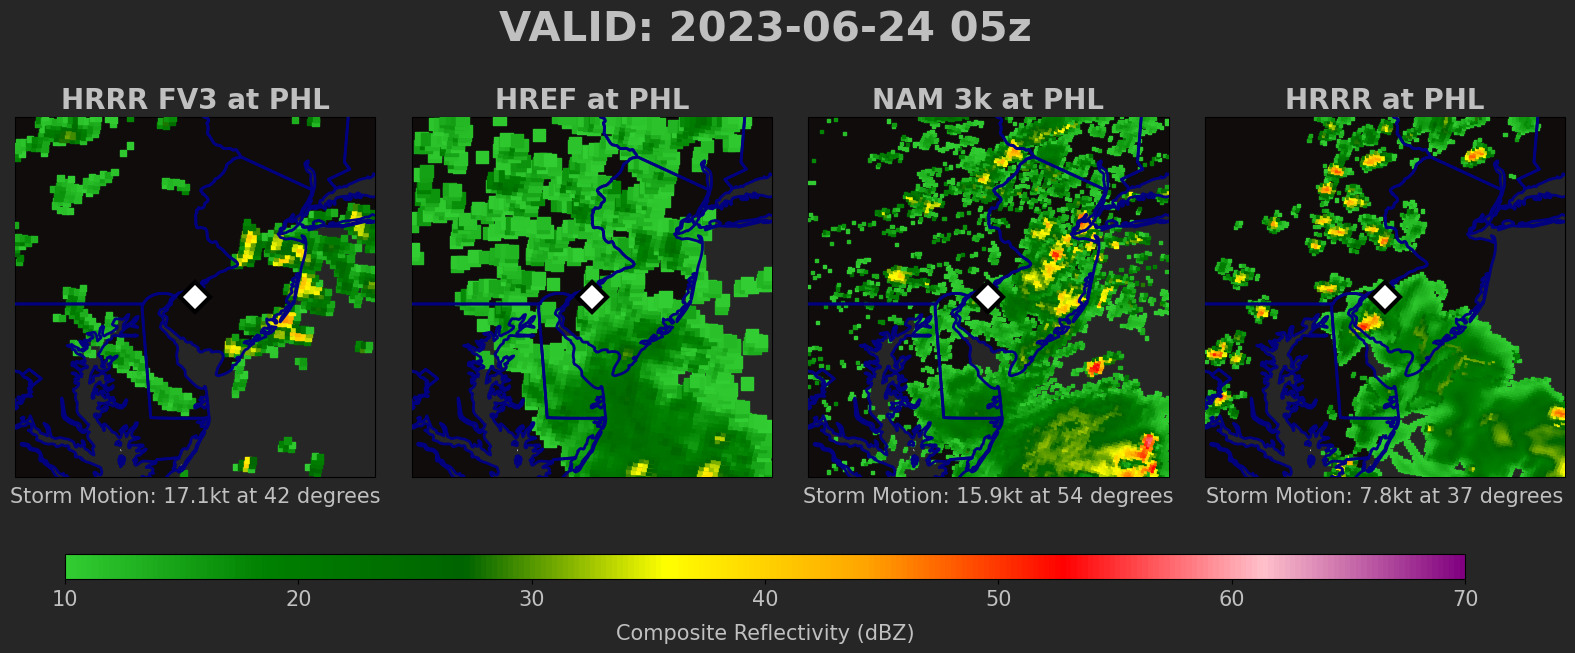 VALID: 2023-06-24 05z
HRRR FV3 at PHL
HREF at PHL
NAM 3k at PHL
HRRR at PHL
Storm Motion: 17.1kt at 42 degrees
Storm Motion: 15.9kt at 54 degrees
Storm Motion: 7.8kt at 37 degrees
10 20 30 40 50 60 70
Composite Reflectivity (dBZ)